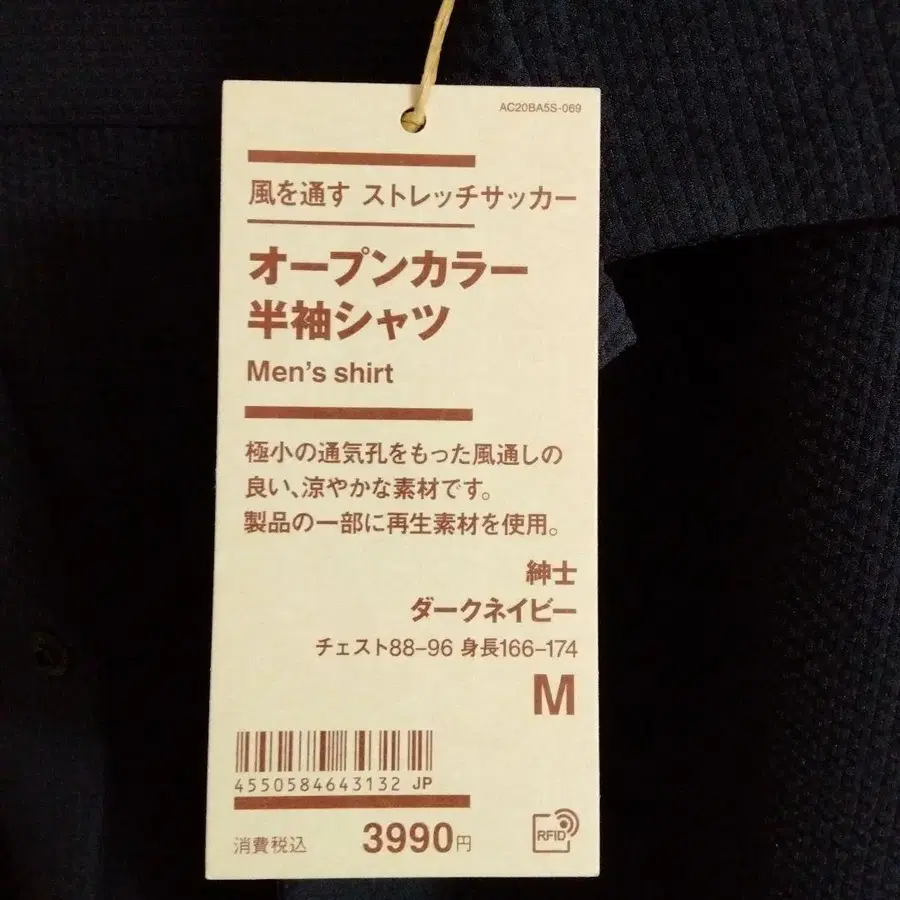 AC20BA5S-069
風を通す ストレッチサッカー
オープンカラー
半袖シャツ
Men's shirt
極小の通気孔をもった風通しの
良い、涼やかな素材です。
製品の一部に再生素材を使用。
紳士
ダークネイビー
チェスト88-96 身長166-174
M
4550584643132 JP
消費税込 3990円
RFID